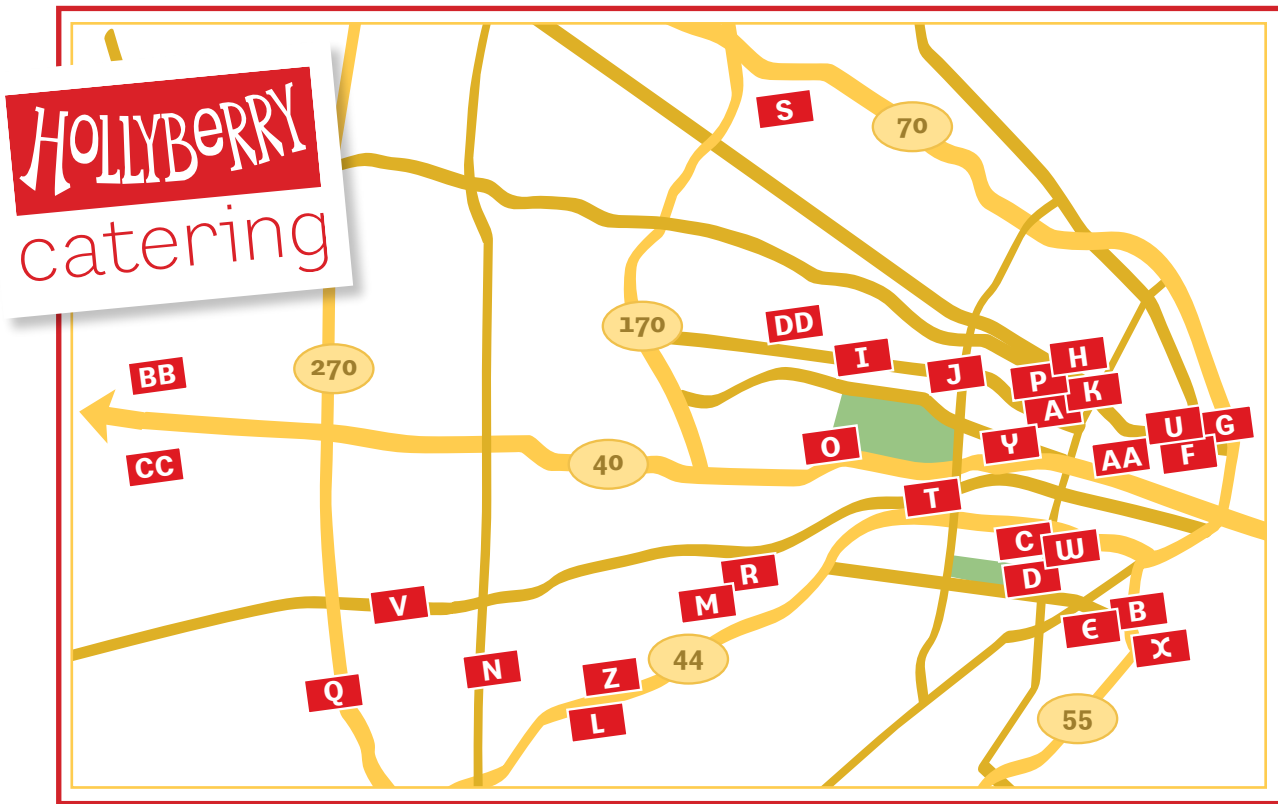 HOLLYBERRY
catering
S
70
170
DD
I
J
H
P
K
A
BB
270
CC
40
O
Y
U
G
AA
F
T
C
W
D
R
M
V
B
E
X
44
N
Z
Q
L
55